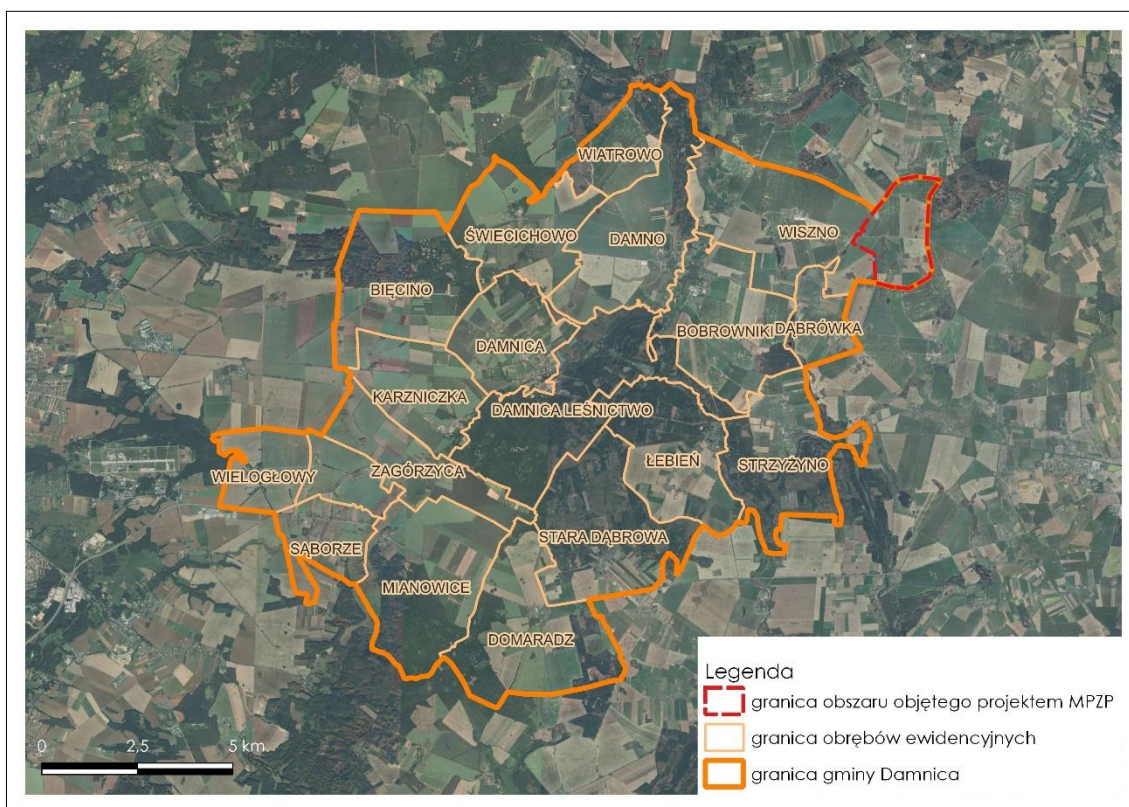 WIATROWO
ŚWIECICHOWO
DAMNO
WISZNO
BIĘCINO
DAMNICA
BOBROWNIKI
DĄBRÓWKA
KARZNICZKA
DAMNICA LEŚNICTWO
WIELOGŁOWY
ZAGÓRZYCA
ŁEBIEŃ
STRZYŻYNO
SĄBORZE
STARA DĄBROWA
MIANOWICE
DOMARADZ
Legenda
granica obszaru objętego projektem MPZP
granica obrębów ewidencyjnych
granica gminy Damnica
0 2,5 5 km